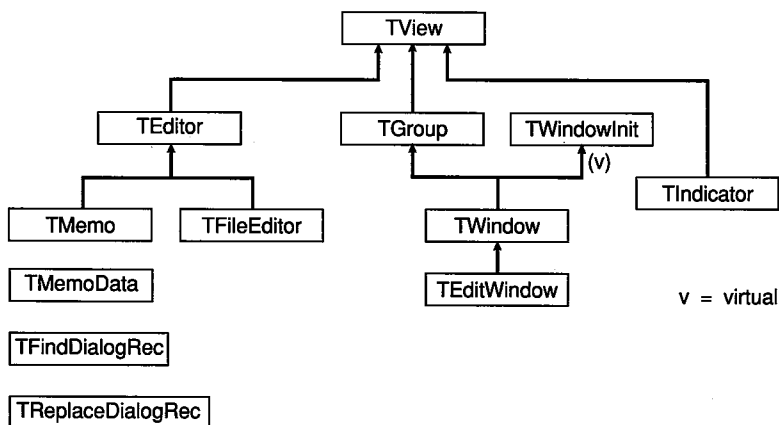 TView
TEditor
TGroup
TWindowInit
(v)
TIndicator
TMemo
TFileEditor
TWindow
TMemoData
TEditWindow
v = virtual
TFindDialogRec
TReplaceDialogRec